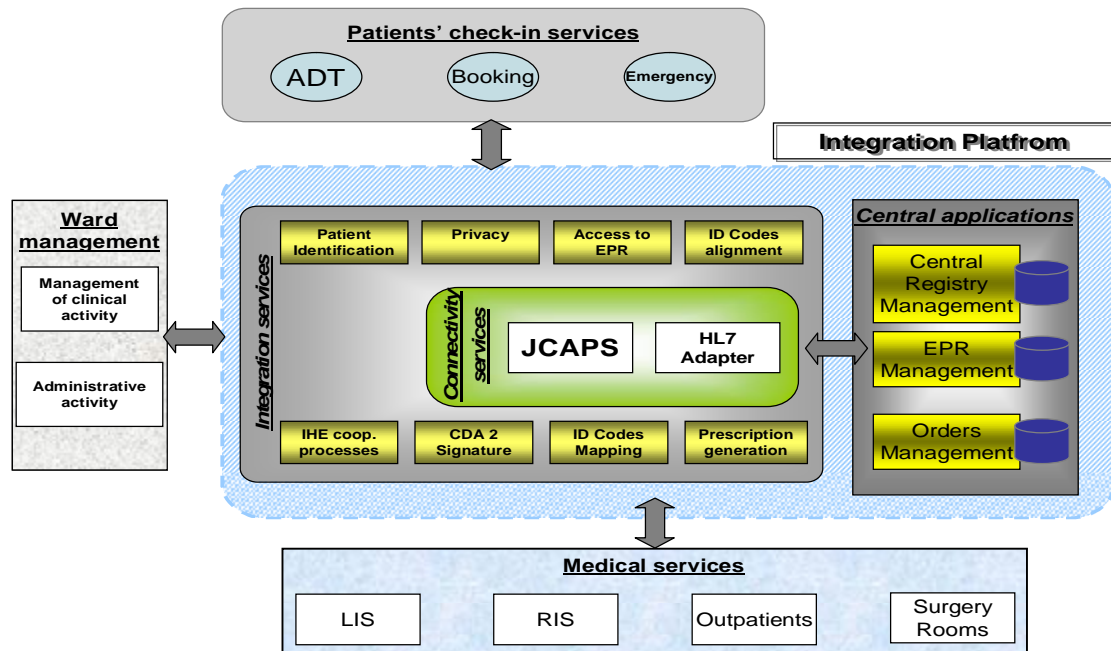 Patients' check-in services
ADT
Booking
Emergency
Integration Platfrom
Ward
management
Management
of clinical
activity
Administrative
activity
Integration services
Patient
Identification
Privacy
Access to
EPR
ID Codes
alignment
Connectivity
services
JCAPS
HL7
Adapter
IHE coop.
processes
CDA 2
Signature
ID Codes
Mapping
Prescription
generation
Central applications
Central
Registry
Management
EPR
Management
Orders
Management
Medical services
LIS
RIS
Outpatients
Surgery
Rooms